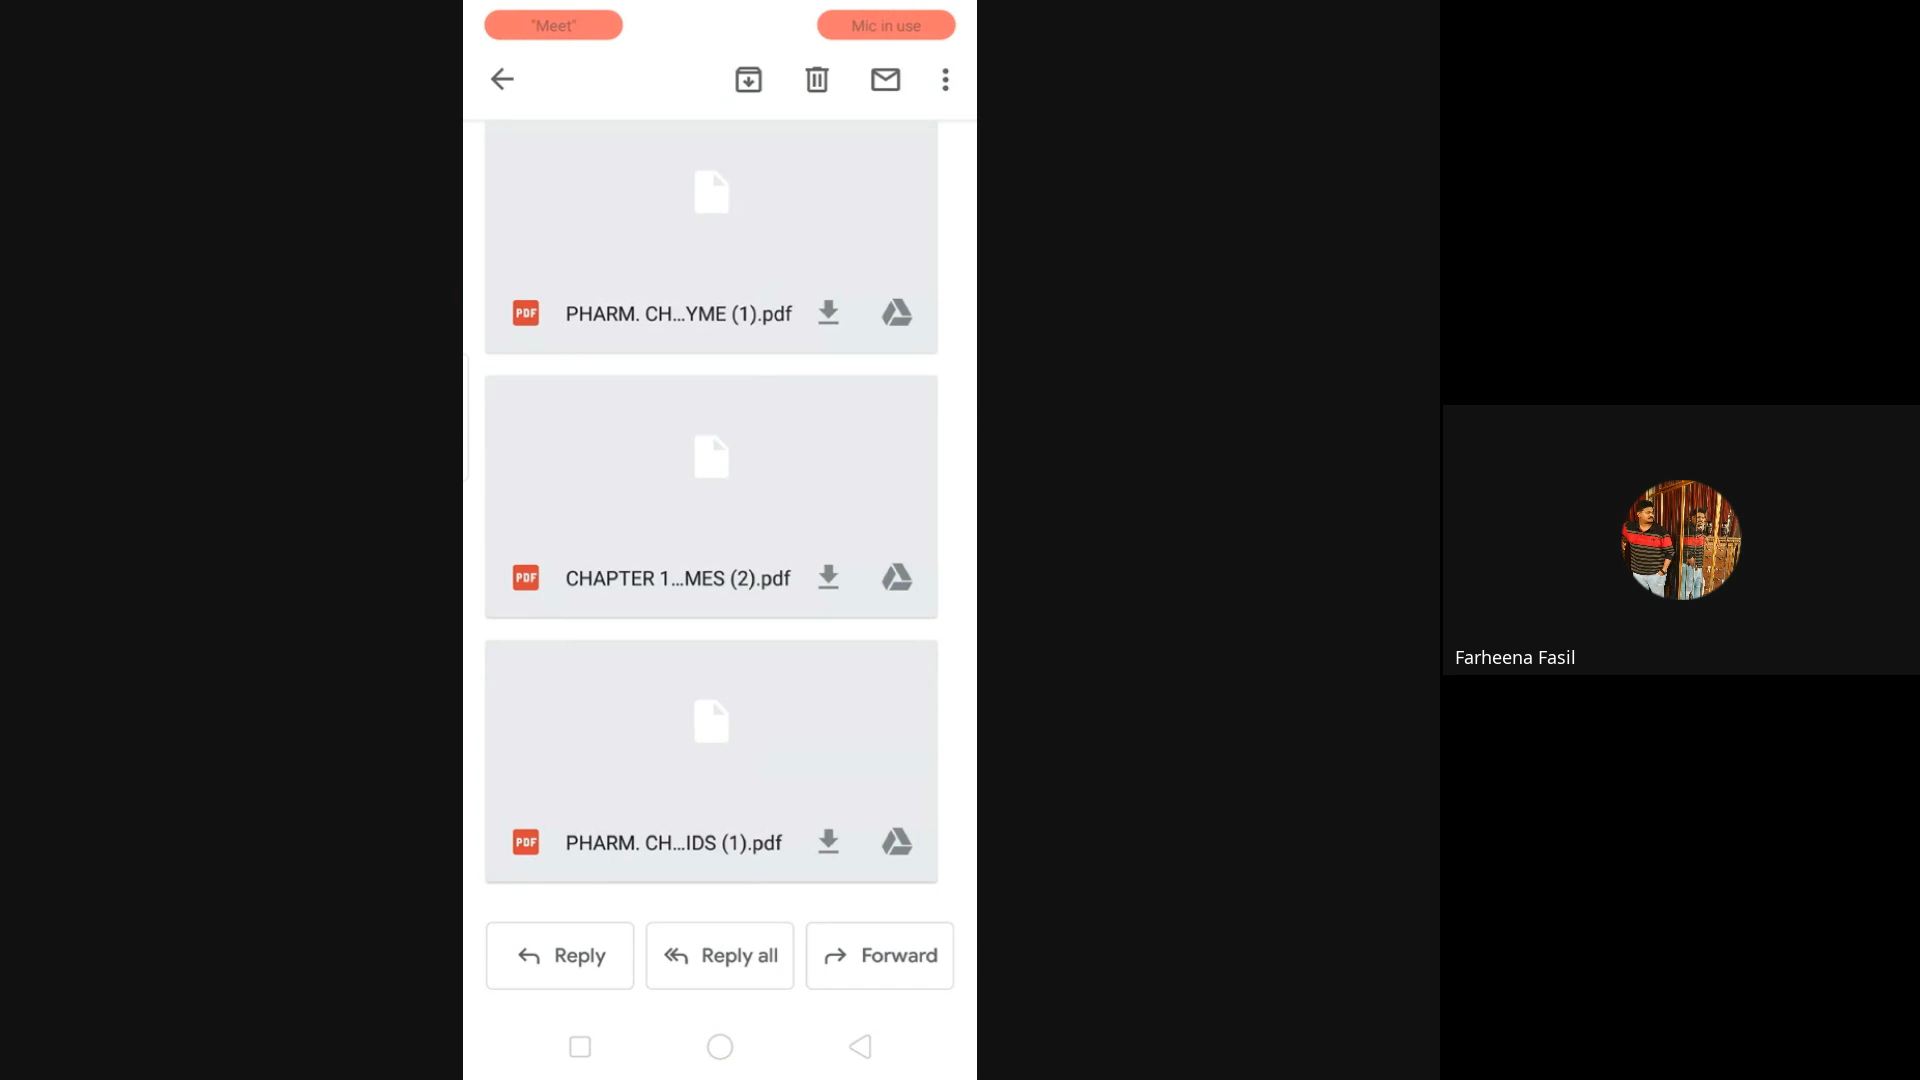 "Meet"
Mic in use
PDF PHARM. CH...YME (1).pdf
PDF CHAPTER 1...MES (2).pdf
PDF PHARM. CH...IDS (1).pdf
Reply Reply all Forward
Farheena Fasil